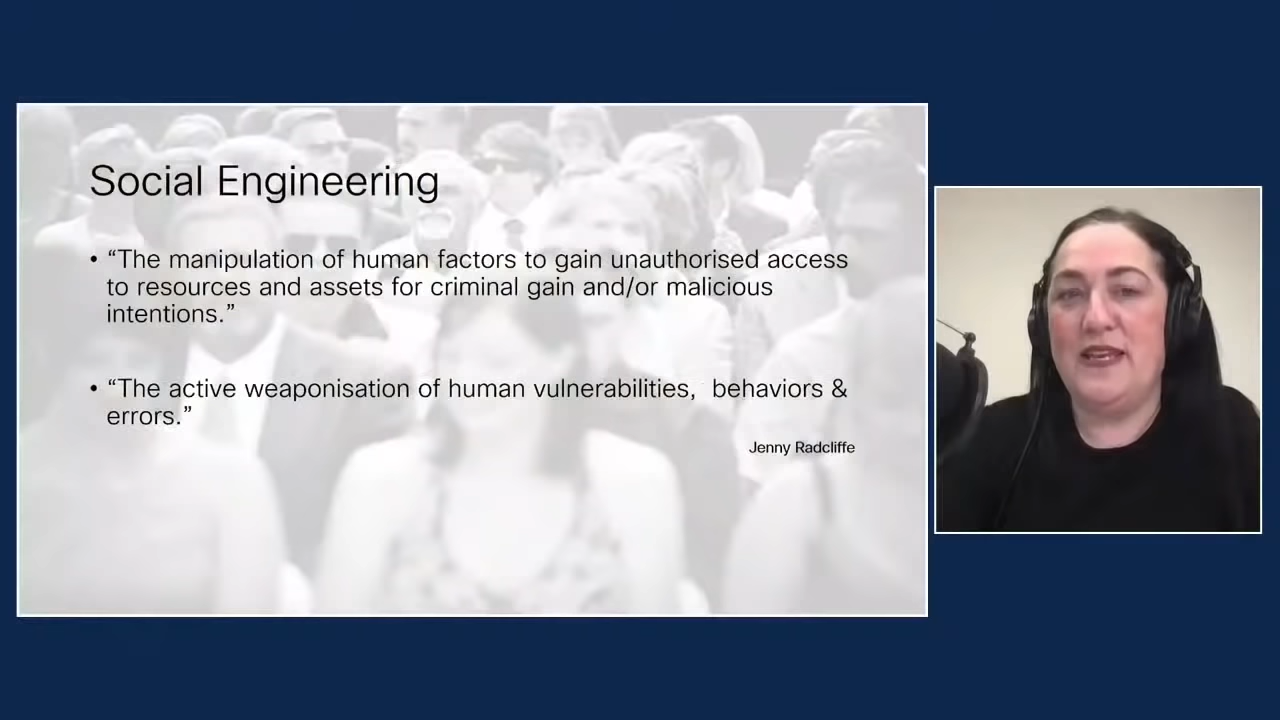 Social Engineering
• “The manipulation of human factors to gain unauthorised access
to resources and assets for criminal gain and/or malicious
intentions.”
• “The active weaponisation of human vulnerabilities, behaviors &
errors.”
Jenny Radcliffe